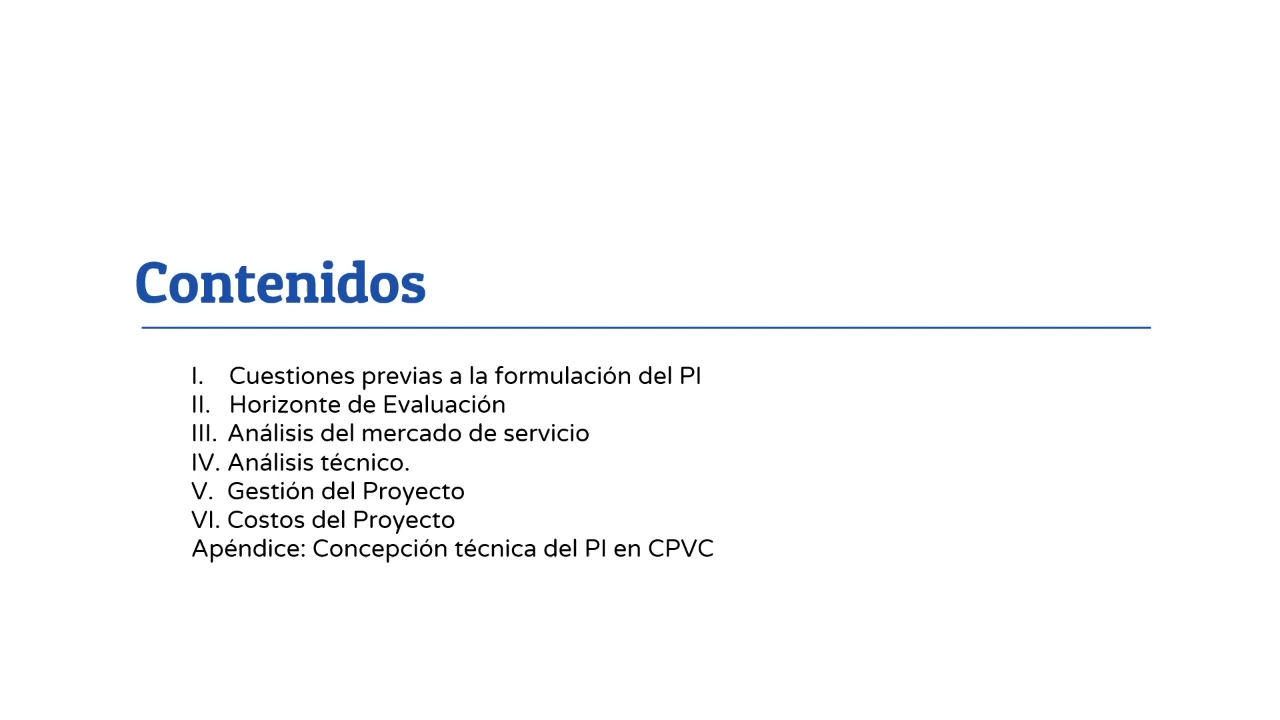 Contenidos
I. Cuestiones previas a la formulación del PI
II. Horizonte de Evaluación
III. Análisis del mercado de servicio
IV. Análisis técnico.
V. Gestión del Proyecto
VI. Costos del Proyecto
Apéndice: Concepción técnica del PI en CPVC